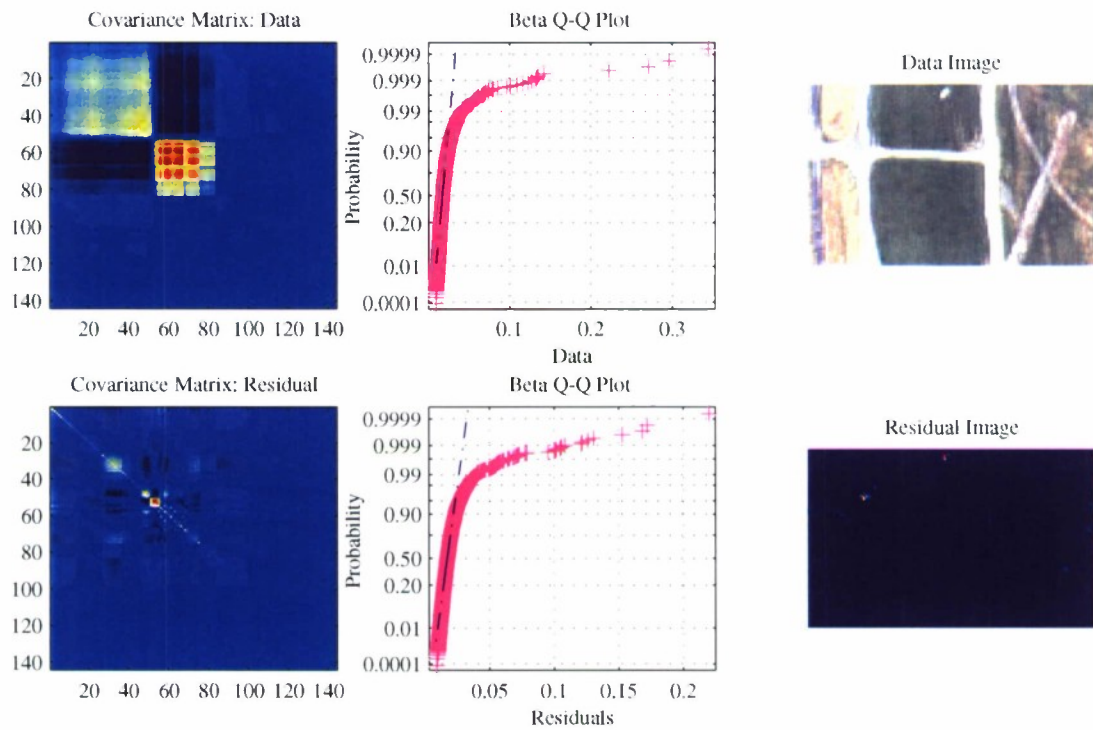 Covariance Matrix: Data
20
40
60
80
100
120
140
20 40 60 80 100 120 140
Beta Q-Q Plot
Probability
0.9999
0.999
0.99
0.90
0.50
0.20
0.01
0.0001
0.1 0.2 0.3
Data
Data Image
Covariance Matrix: Residual
20
40
60
80
100
120
140
20 40 60 80 100 120 140
Beta Q-Q Plot
Probability
0.9999
0.999
0.99
0.90
0.50
0.20
0.01
0.0001
0.05 0.1 0.15 0.2
Residuals
Residual Image